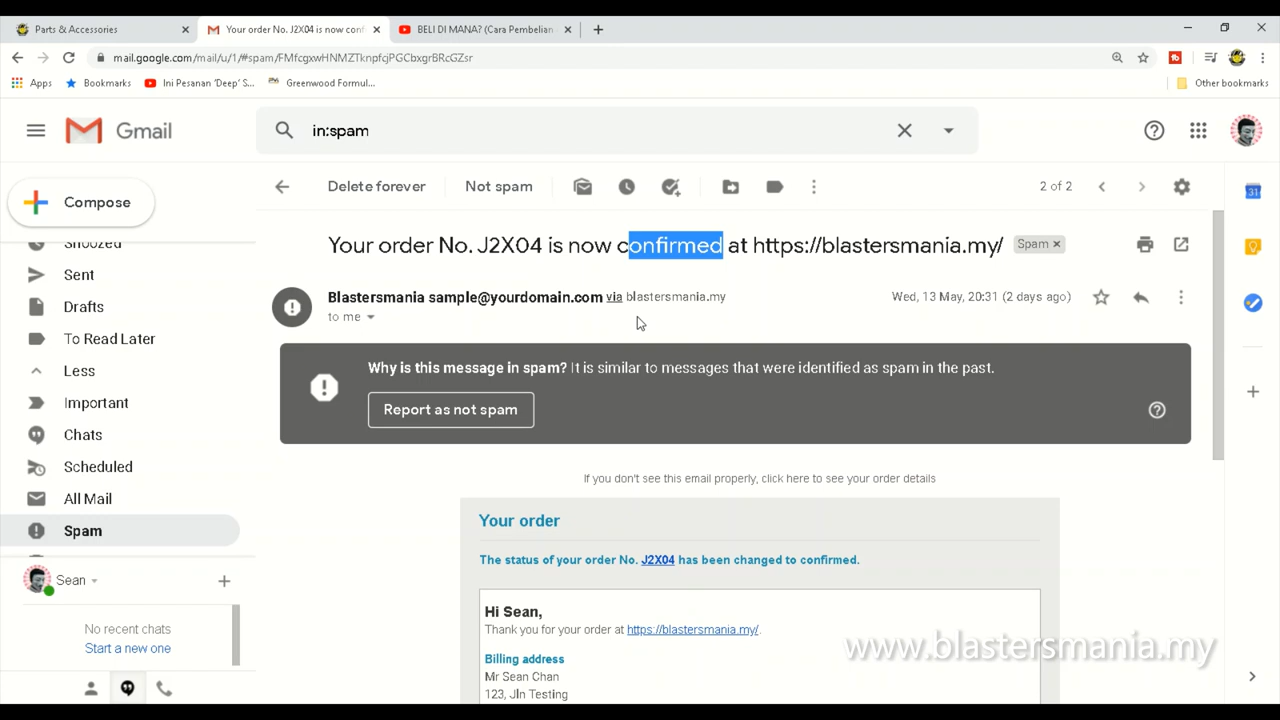 Parts & Accessories
Your order No. J2X04 is now conf
BELI DI MANA? (Cara Pembelian
mail.google.com/mail/u/1/#spam/FMfcgxwHNMZTknpfcjPGCbxgrBRcGZsr
Apps
Bookmarks
Ini Pesanan 'Deep' S...
Greenwood Formul...
Other bookmarks
Gmail
in:spam
Compose
Delete forever
Not spam
2 of 2
Snoozed
Sent
Drafts
To Read Later
Less
Important
Chats
Scheduled
All Mail
Spam
Sean
No recent chats
Start a new one
Your order No. J2X04 is now confirmed at https://blastersmania.my/
Spam
Blastersmania sample@yourdomain.com via blastersmania.my
Wed, 13 May, 20:31 (2 days ago)
to me
Why is this message in spam? It is similar to messages that were identified as spam in the past.
Report as not spam
If you don't see this email properly, click here to see your order details
Your order
The status of your order No. J2X04 has been changed to confirmed.
Hi Sean,
Thank you for your order at https://blastersmania.my/.
Billing address
Mr Sean Chan
123, Jln Testing
www.blastersmania.my
31